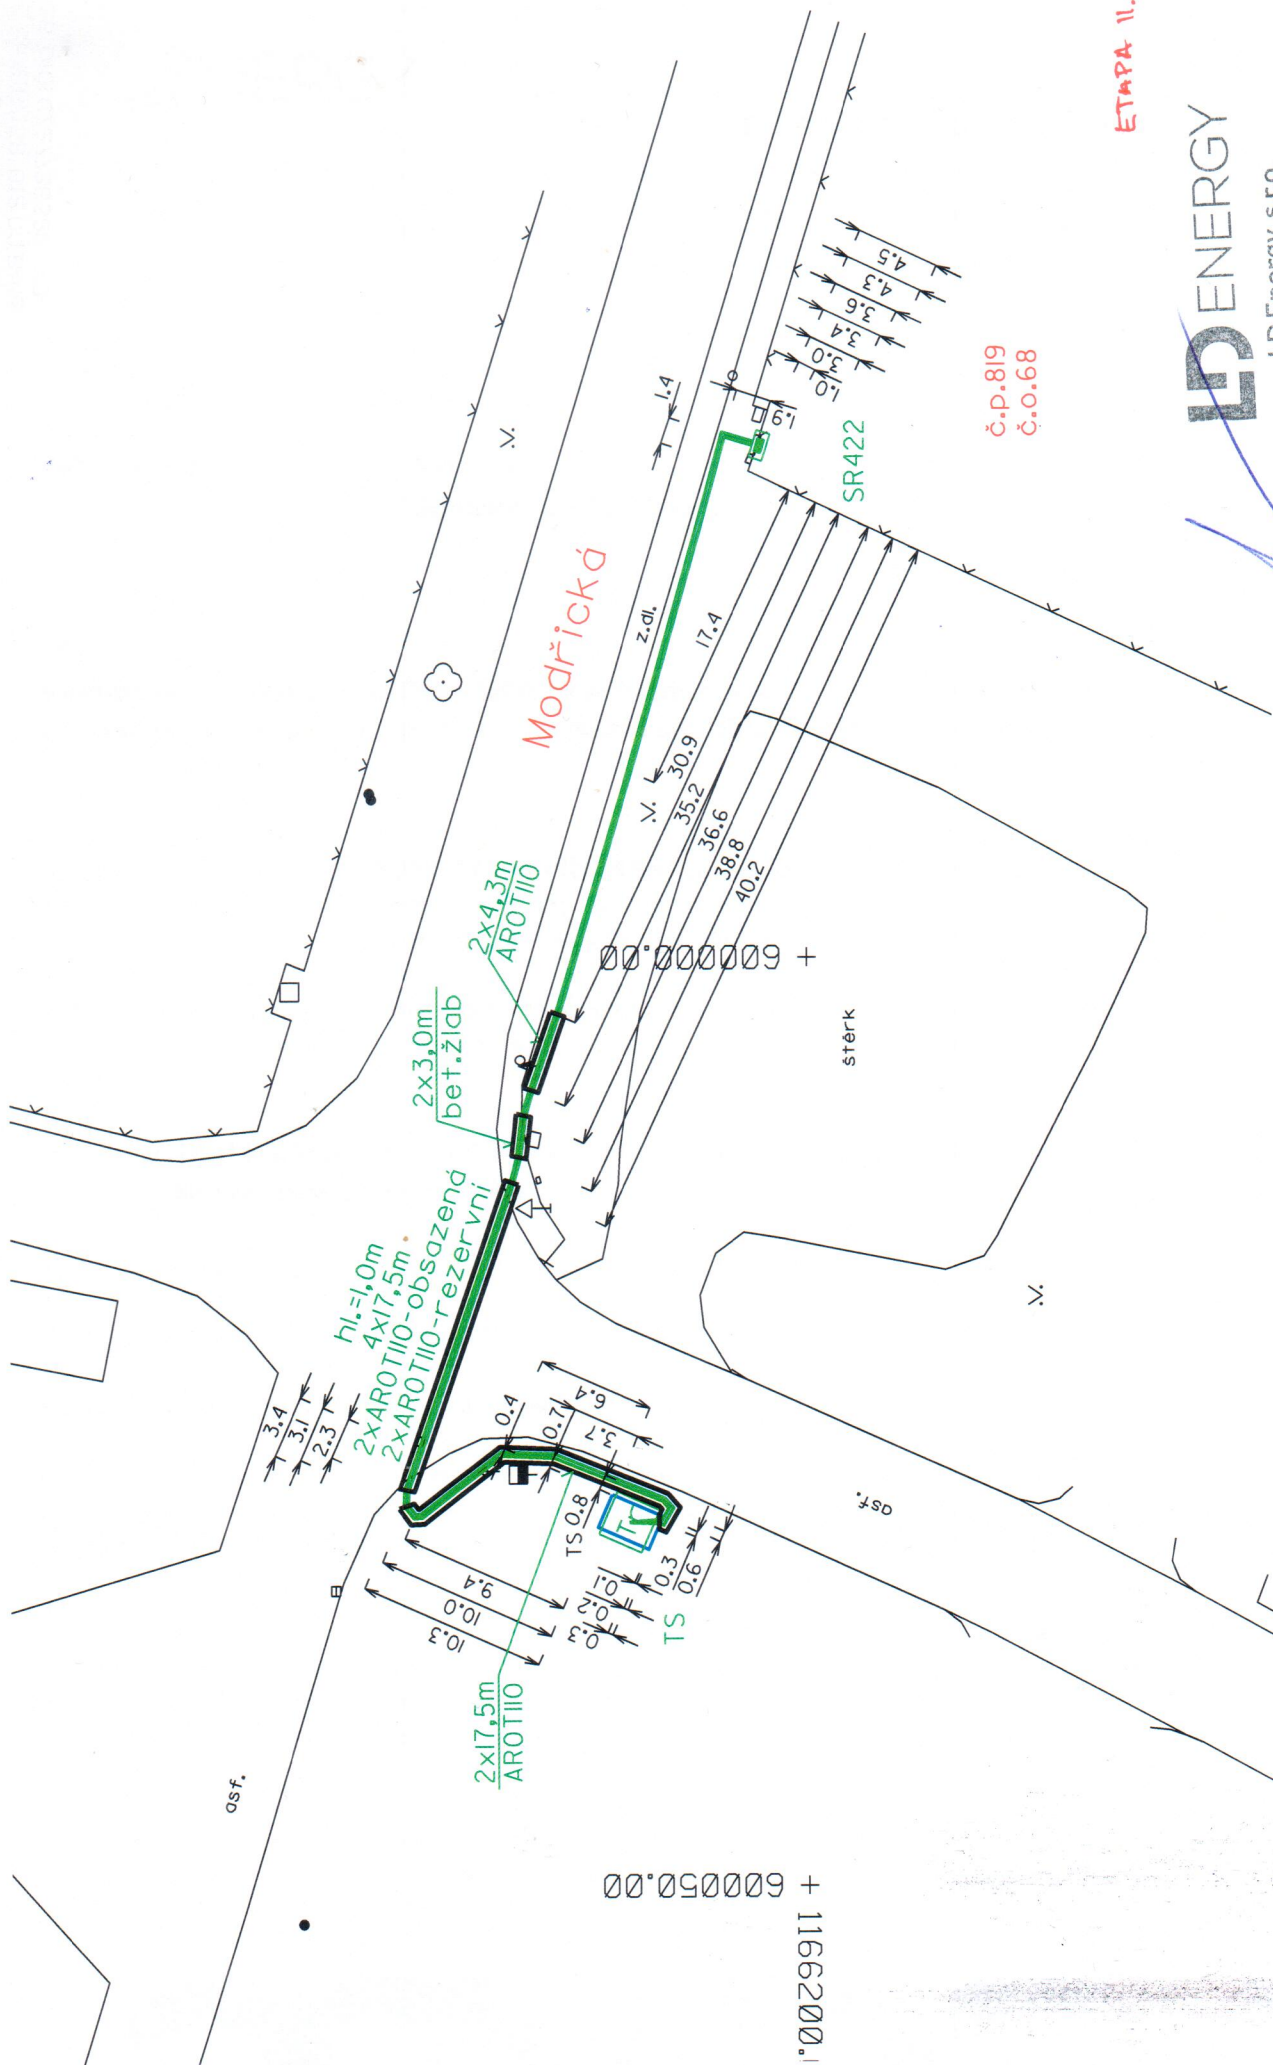 ETAPA II.
ENERGY
Modřická
č.p.819
č.o.68
SR422
1.4
1.9
1.0
3.0
3.4
3.6
4.3
4.5
z.dl.
17.4
30.9
35.2
36.6
38.8
40.2
.V.
.V.
.V.
2x4,3m
AROT110
2x3,0m
bet.žlab
hl.=1,0m
4x17,5m
2xAROT110-obsazená
2xAROT110-rezervní
+ 600000.00
štěrk
3.4
3.1
2.3
0.4
0.7
3.7
6.4
TS 0.8
Tr
0.3
0.6
0.1
0.2
0.3
9.4
10.0
10.3
TS
2x17,5m
AROT110
asf.
asf.
+ 600050.00
1166200.